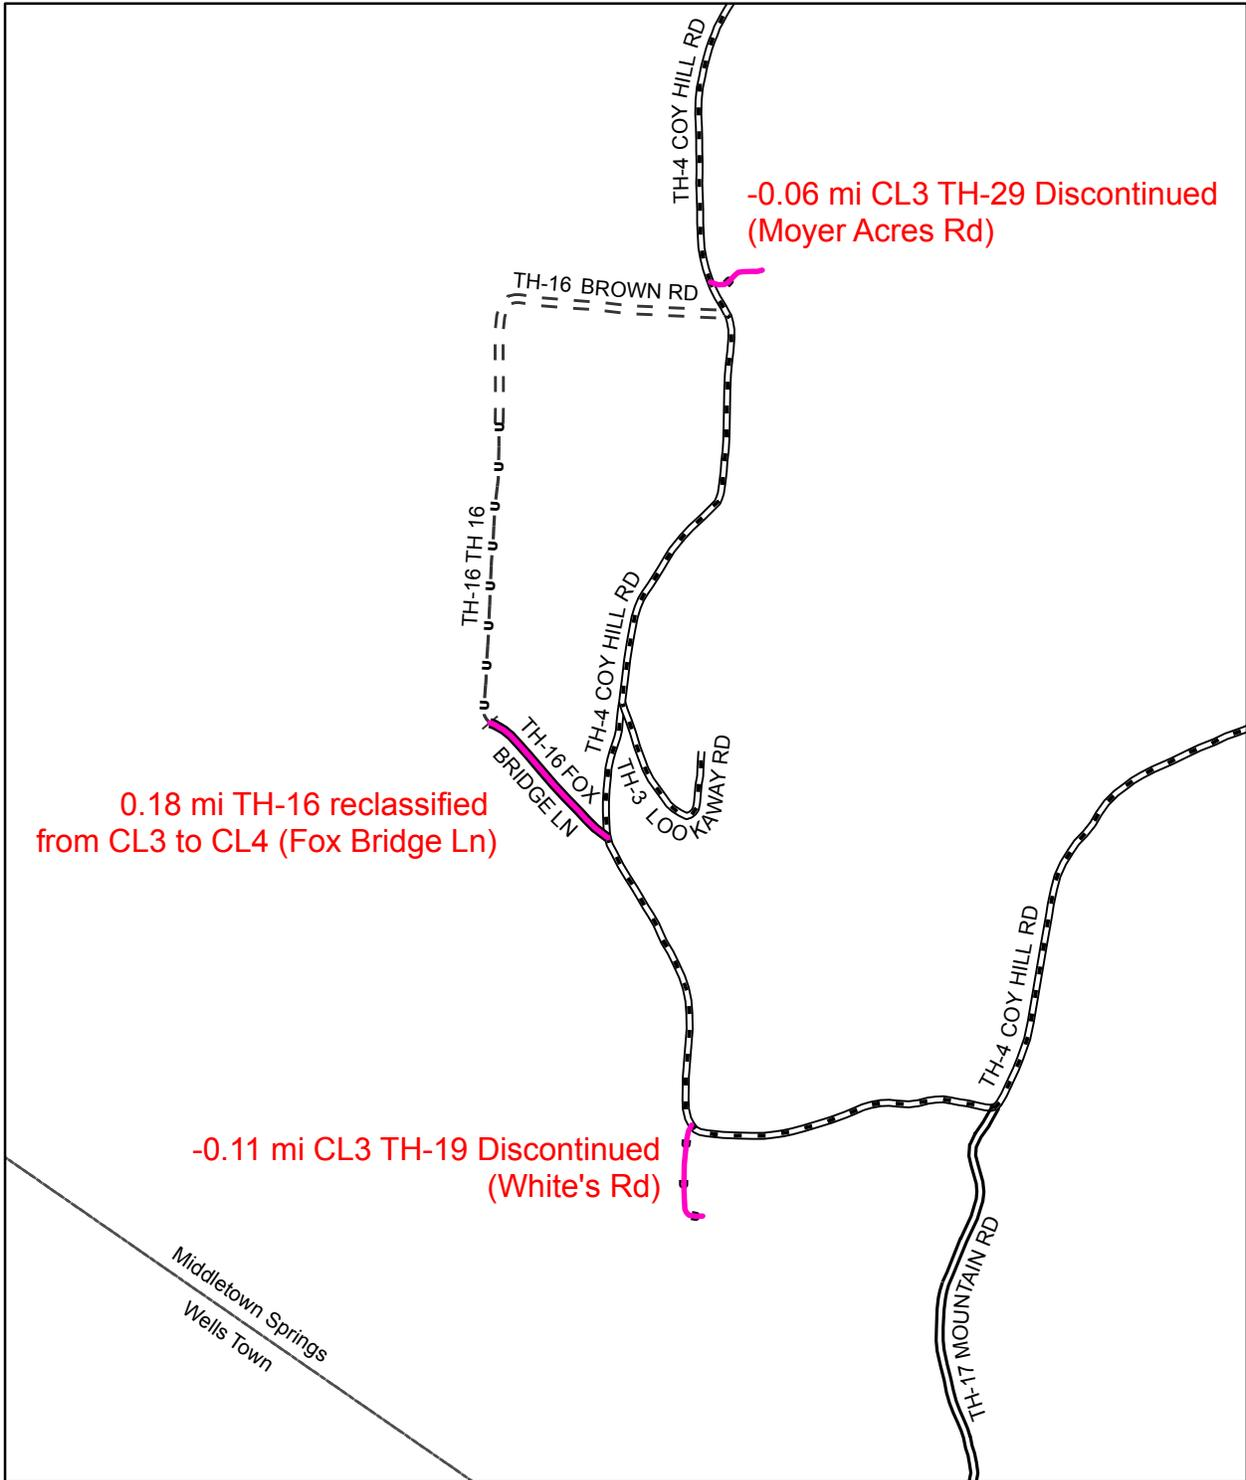 TH-4 COY HILL RD
-0.06 mi CL3 TH-29 Discontinued
(Moyer Acres Rd)
TH-16 BROWN RD
TH-16 TH 16
TH-4 COY HILL RD
TH-16 FOX
BRIDGE LN
TH-3 LOOKAWAY RD
0.18 mi TH-16 reclassified
from CL3 to CL4 (Fox Bridge Ln)
TH-4 COY HILL RD
-0.11 mi CL3 TH-19 Discontinued
(White's Rd)
TH-17 MOUNTAIN RD
Middletown Springs
Wells Town